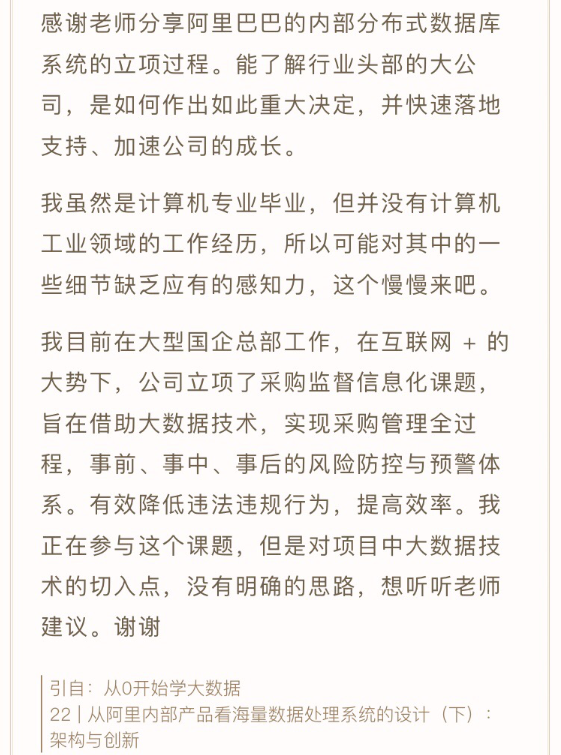 感谢老师分享阿里巴巴的内部分布式数据库
系统的立项过程。能了解行业头部的大公
司，是如何作出如此重大决定，并快速落地
支持、加速公司的成长。
我虽然是计算机专业毕业，但并没有计算机
工业领域的工作经历，所以可能对其中的一
些细节缺乏应有的感知力，这个慢慢来吧。
我目前在大型国企总部工作，在互联网 + 的
大势下，公司立项了采购监督信息化课题，
旨在借助大数据技术，实现采购管理全过
程，事前、事中、事后的风险防控与预警体
系。有效降低违法违规行为，提高效率。我
正在参与这个课题，但是对项目中大数据技
术的切入点，没有明确的思路，想听听老师
建议。谢谢
引自：从0开始学大数据
22 | 从阿里内部产品看海量数据处理系统的设计（下）：
架构与创新